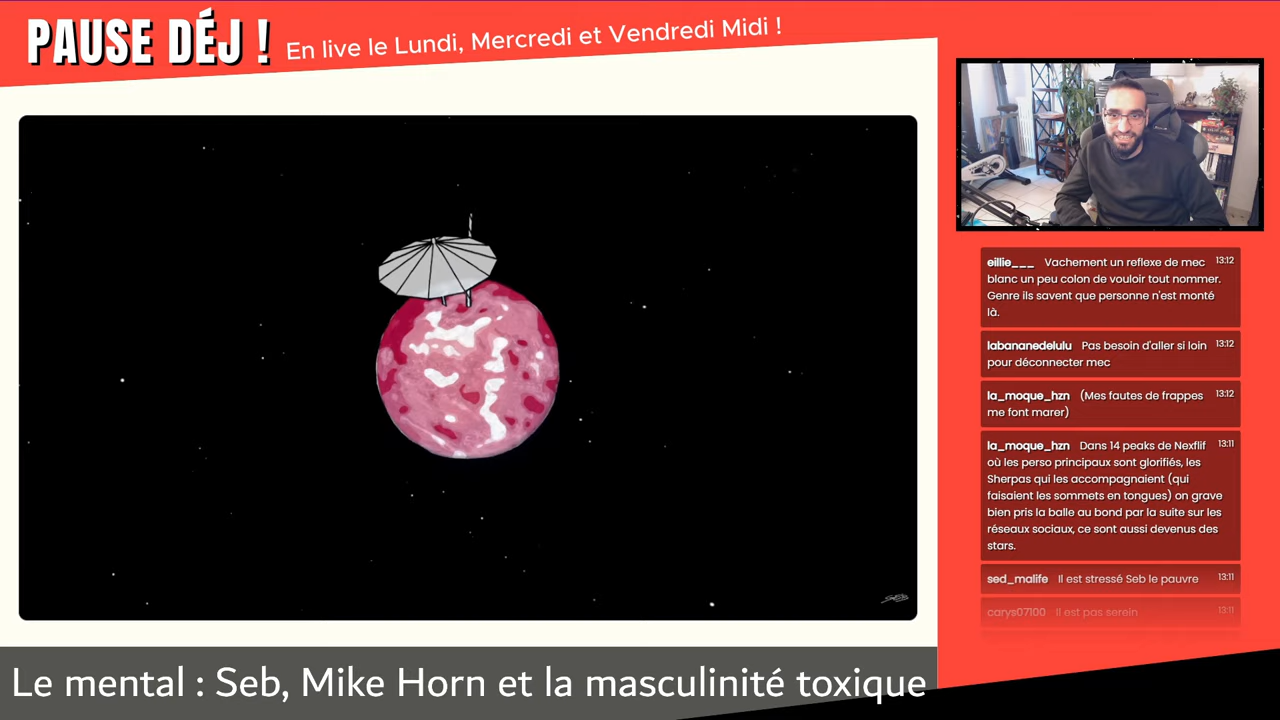 PAUSE DÉJ !
En live le Lundi, Mercredi et Vendredi Midi !
eillie___ Vachement un reflexe de mec 13:12
blanc un peu colon de vouloir tout nommer.
Genre ils savent que personne n'est monté
là.
labananedelulu Pas besoin d'aller si loin 13:12
pour déconnecter mec
la_moque_hzn (Mes fautes de frappes 13:12
me font marer)
la_moque_hzn Dans 14 peaks de Nexflif 13:11
où les perso principaux sont glorifiés, les
Sherpas qui les accompagnaient (qui
faisaient les sommets en tongues) on grave
bien pris la balle au bond par la suite sur les
réseaux sociaux, ce sont aussi devenus des
stars.
sed_malife Il est stressé Seb le pauvre 13:11
carys07100 Il est pas serein 13:11
Le mental : Seb, Mike Horn et la masculinité toxique